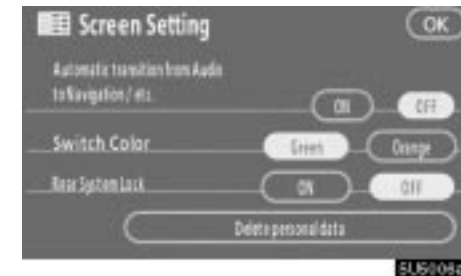 Screen Setting
OK
Automatic transition from Audio
to Navigation / etc.
ON OFF
Switch Color Green Orange
Rear System Lock ON OFF
Delete personal data